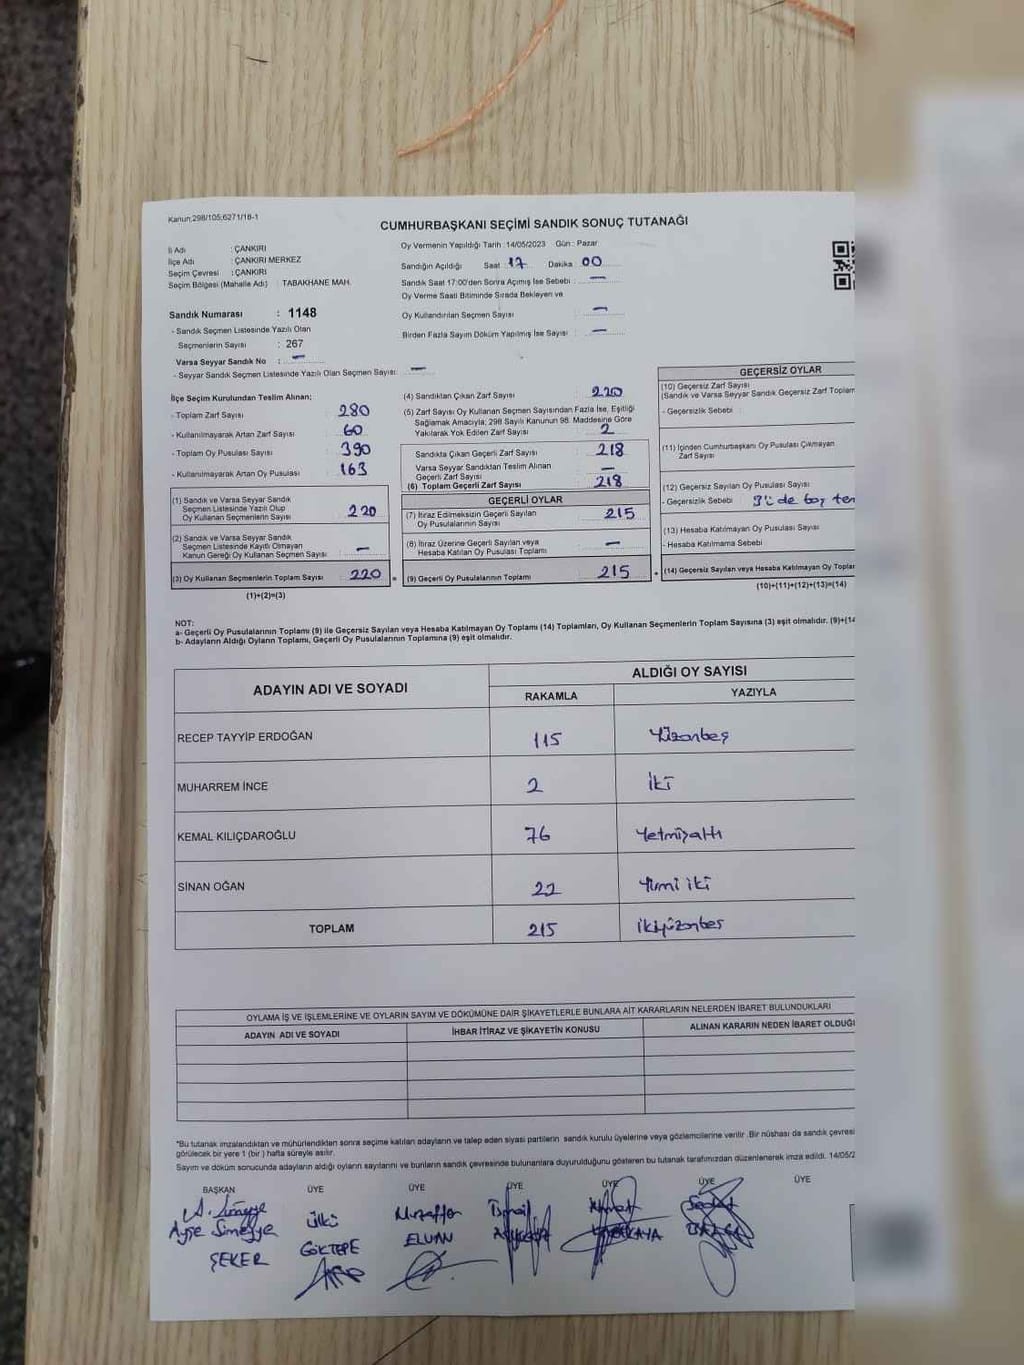 Kanun;298/105;6271/18-1
CUMHURBAŞKANI SEÇİMİ SANDIK SONUÇ TUTANAĞI
İl Adı : ÇANKIRI
İlçe Adı : ÇANKIRI MERKEZ
Seçim Çevresi : ÇANKIRI
Seçim Bölgesi (Mahalle Adı) : TABAKHANE MAH.
Oy Vermenin Yapıldığı Tarih :14/05/2023 Gün : Pazar
Sandığın Açıldığı Saat 17 Dakika 00
Sandık Saat 17:00'den Sonra Açımış İse Sebebi : —
Oy Verme Saati Bitiminde Sırada Bekleyen ve
Oy Kullandırılan Seçmen Sayısı : —
Birden Fazla Sayım Döküm Yapılmış İse Sayısı : —
Sandık Numarası : 1148
- Sandık Seçmen Listesinde Yazılı Olan
Seçmenlerin Sayısı : 267
Varsa Seyyar Sandık No : —
- Seyyar Sandık Seçmen Listesinde Yazılı Olan Seçmen Sayısı: —
İlçe Seçim Kurulundan Teslim Alınan;
- Toplam Zarf Sayısı : 280
- Kullanılmayarak Artan Zarf Sayısı : 60
- Toplam Oy Pusulası Sayısı : 390
- Kullanılmayarak Artan Oy Pusulası : 163
(1) Sandık ve Varsa Seyyar Sandık
Seçmen Listesinde Yazılı Olup
Oy Kullanan Seçmenlerin Sayısı : 220
(2) Sandık ve Varsa Seyyar Sandık
Seçmen Listesinde Kayıtlı Olmayan
Kanun Gereği Oy Kullanan Seçmen Sayısı : —
(3) Oy Kullanan Seçmenlerin Toplam Sayısı : 220 =
(1)+(2)=(3)
(4) Sandıktan Çıkan Zarf Sayısı : 220
(5) Zarf Sayısı Oy Kullanan Seçmen Sayısından Fazla İse, Eşitliği
Sağlamak Amacıyla; 298 Sayılı Kanunun 98. Maddesine Göre
Yakılarak Yok Edilen Zarf Sayısı : 2
Sandıkta Çıkan Geçerli Zarf Sayısı : 218
Varsa Seyyar Sandıktan Teslim Alınan
Geçerli Zarf Sayısı : —
(6) Toplam Geçerli Zarf Sayısı : 218
GEÇERLİ OYLAR
(7) İtiraz Edilmeksizin Geçerli Sayılan
Oy Pusulalarının Sayısı : 215
(8) İtiraz Üzerine Geçerli Sayılan veya
Hesaba Katılan Oy Pusulası Toplamı : —
(9) Geçerli Oy Pusulalarının Toplamı : 215
GEÇERSİZ OYLAR
(10) Geçersiz Zarf Sayısı
(Sandık ve Varsa Seyyar Sandık Geçersiz Zarf Toplam
- Geçersizlik Sebebi :
(11) İçinden Cumhurbaşkanı Oy Pusulası Çıkmayan
Zarf Sayısı
(12) Geçersiz Sayılan Oy Pusulası Sayısı
- Geçersizlik Sebebi : 3'ü de boş
(13) Hesaba Katılmayan Oy Pusulası Sayısı
- Hesaba Katılmama Sebebi :
(14) Geçersiz Sayılan veya Hesaba Katılmayan Oy
(10)+(11)+(12)+(13)=(14)
NOT:
a- Geçerli Oy Pusulalarının Toplamı (9) ile Geçersiz Sayılan veya Hesaba Katılmayan Oy Toplamı (14) Toplamları, Oy Kullanan Seçmenlerin Toplam Sayısına (3) eşit olmalıdır. (9)+(14
b- Adayların Aldığı Oyların Toplamı, Geçerli Oy Pusulalarının Toplamına (9) eşit olmalıdır.
ADAYIN ADI VE SOYADI ALDIĞI OY SAYISI
RAKAMLA YAZIYLA
RECEP TAYYİP ERDOĞAN 115 Yüzonbeş
MUHARREM İNCE 2 İki
KEMAL KILIÇDAROĞLU 76 Yetmişaltı
SİNAN OĞAN 22 Yirmi iki
TOPLAM 215 İkiyüzonbeş
OYLAMA İŞ VE İŞLEMLERİNE VE OYLARIN SAYIM VE DÖKÜMÜNE DAİR ŞİKAYETLERLE BUNLARA AİT KARARLARIN NELERDEN İBARET BULUNDUKLARI
ADAYIN ADI VE SOYADI İHBAR İTİRAZ VE ŞİKAYETİN KONUSU ALINAN KARARIN NEDEN İBARET OLDUĞU
*Bu tutanak imzalandıktan ve mühürlendikten sonra seçime katılan adayların ve talep eden siyasi partilerin sandık kurulu üyelerine veya gözlemcilerine verilir .Bir nüshası da sandık çevresi
görülecek bir yere 1 (bir ) hafta süreyle asılır.
Sayım ve döküm sonucunda adayların aldığı oyların sayılarını ve bunların sandık çevresinde bulunanlara duyurulduğunu gösteren bu tutanak tarafımızdan düzenlenerek imza edildi. 14/05/2
BAŞKAN ÜYE ÜYE ÜYE ÜYE ÜYE ÜYE
Ayşe Sümeyye ŞEKER
Ülkü GÖKTEPE
Muzaffer ELVAN
İsmail
Ahmet
Sedat